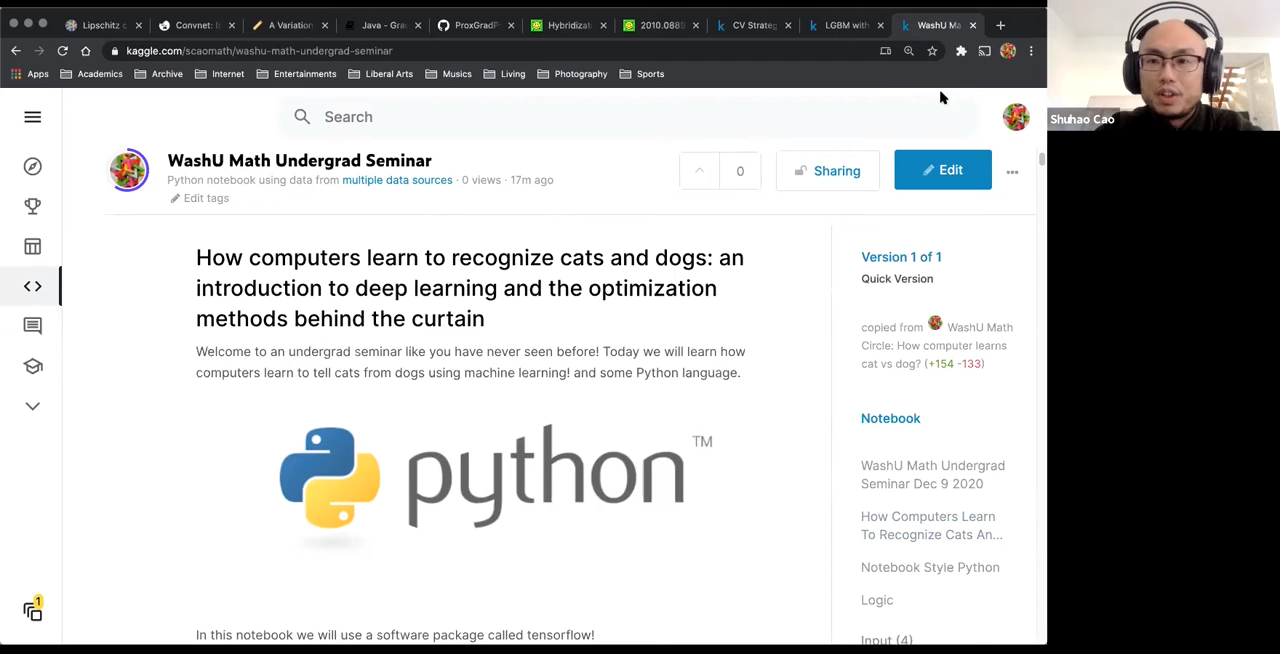 Lipschitz c
Convnet: I
A Variation
Java - Gra
ProxGradP
Hybridizat
2010.088
CV Strateg
LGBM with
WashU Ma
kaggle.com/scaomath/washu-math-undergrad-seminar
Apps Academics Archive Internet Entertainments Liberal Arts Musics Living Photography Sports
Search
Shuhao Cao
WashU Math Undergrad Seminar
Python notebook using data from multiple data sources · 0 views · 17m ago
Edit tags
0
Sharing
Edit
How computers learn to recognize cats and dogs: an
introduction to deep learning and the optimization
methods behind the curtain
Welcome to an undergrad seminar like you have never seen before! Today we will learn how
computers learn to tell cats from dogs using machine learning! and some Python language.
python TM
In this notebook we will use a software package called tensorflow!
Version 1 of 1
Quick Version
copied from WashU Math
Circle: How computer learns
cat vs dog? (+154 -133)
Notebook
WashU Math Undergrad
Seminar Dec 9 2020
How Computers Learn
To Recognize Cats An...
Notebook Style Python
Logic
Input (4)
1